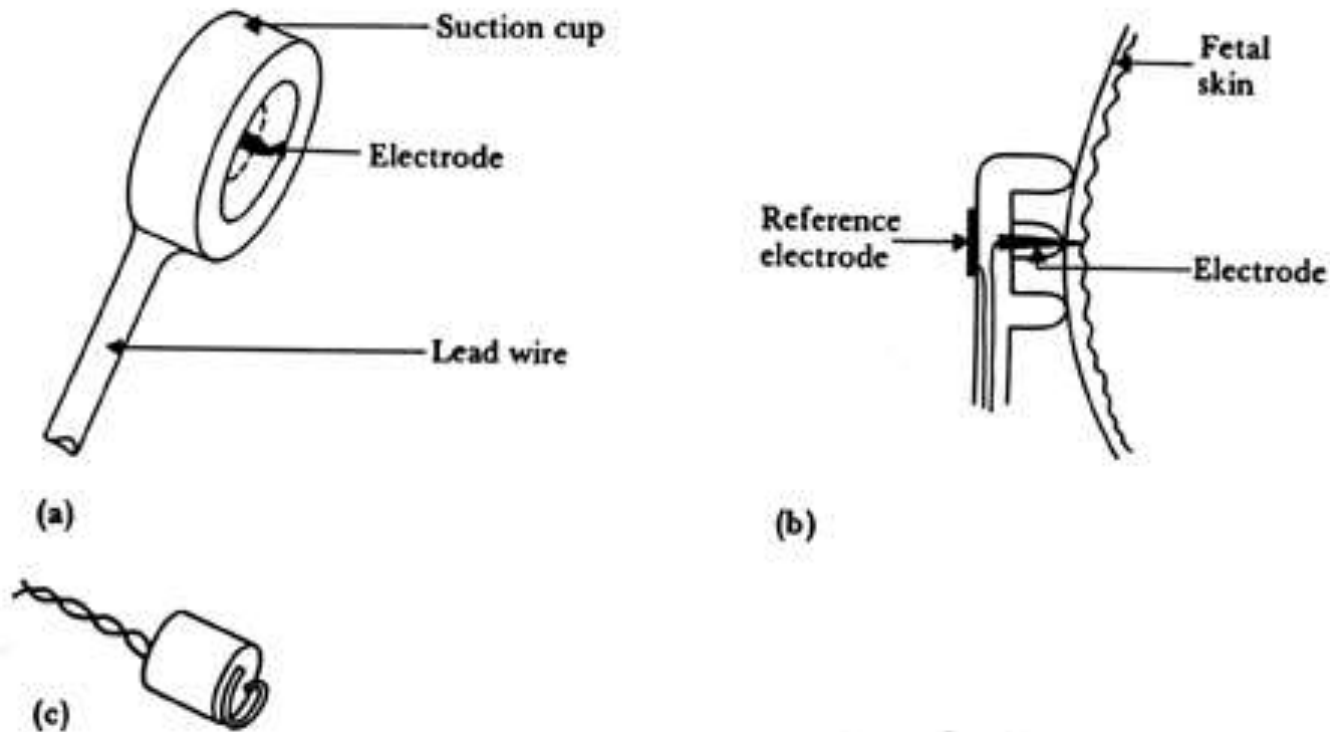 Suction cup
Electrode
Lead wire
(a)
Fetal
skin
Reference
electrode
Electrode
(b)
(c)